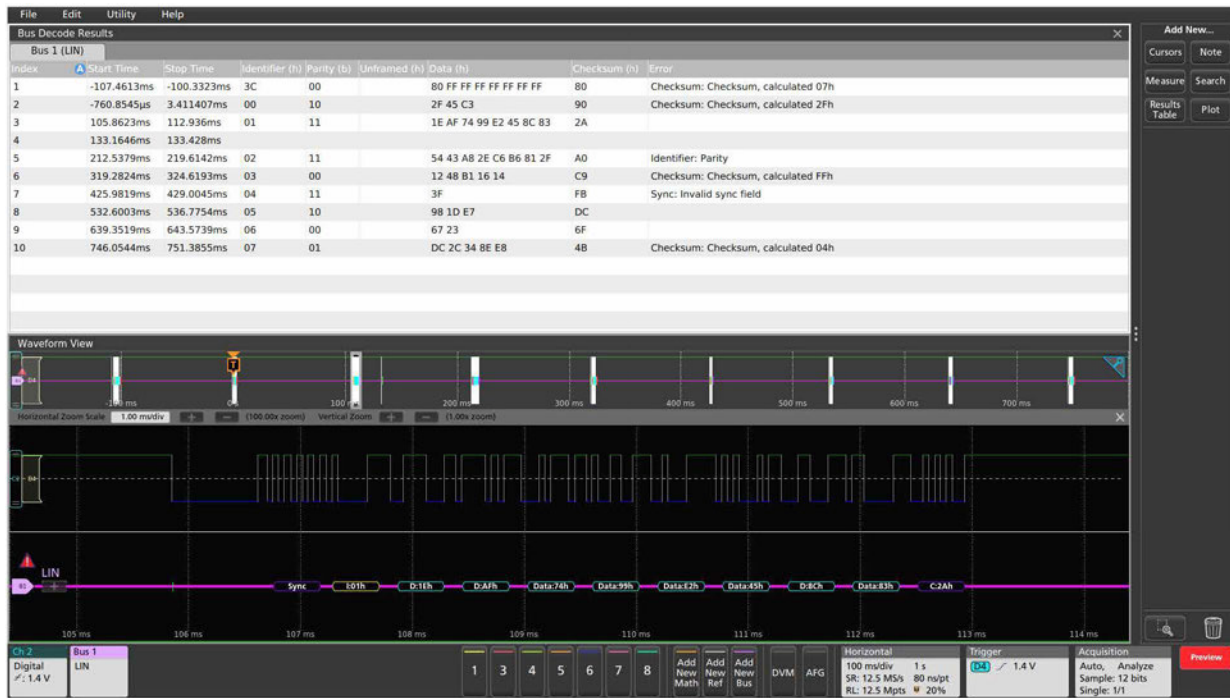 File Edit Utility Help
Add New...
Bus Decode Results
Bus 1 (LIN)
Cursors Note
Index Start Time Stop Time Identifier (h) Parity (b) Unframed (h) Data (h) Checksum (h) Error
1 -107.4613ms -100.3323ms 3C 00 80 FF FF FF FF FF FF FF 80 Checksum: Checksum, calculated 07h
Measure Search
2 -760.8545µs 3.411407ms 00 10 2F 45 C3 90 Checksum: Checksum, calculated 2Fh
Results Table Plot
3 105.8623ms 112.936ms 01 11 1E AF 74 99 E2 45 8C 83 2A
4 133.1646ms 133.428ms
5 212.5379ms 219.6142ms 02 11 54 43 A8 2E C6 B6 81 2F A0 Identifier: Parity
6 319.2824ms 324.6193ms 03 00 12 48 B1 16 14 C9 Checksum: Checksum, calculated FFh
7 425.9819ms 429.0045ms 04 11 3F FB Sync: Invalid sync field
8 532.6003ms 536.7754ms 05 10 98 1D E7 DC
9 639.3519ms 643.5739ms 06 00 67 23 6F
10 746.0544ms 751.3855ms 07 01 DC 2C 34 8E E8 4B Checksum: Checksum, calculated 04h
Waveform View
T
D4
200 ms 300 ms 400 ms 500 ms 600 ms 700 ms
Horizontal Zoom Scale 1.00 ms/div (100.00x zoom) Vertical Zoom (1.00x zoom)
D4
LIN
Sync I:01h D:1Eh D:AFh Data:74h Data:99h Data:E2h Data:45h D:8Ch Data:83h C:2Ah
105 ms 106 ms 107 ms 108 ms 109 ms 110 ms 111 ms 112 ms 113 ms 114 ms
Ch 2 Bus 1 Horizontal Trigger Acquisition
Digital LIN 1 3 4 5 6 7 8 Add New Math Add New Ref Add New Bus DVM AFG 100 ms/div 1 s D4 1.4 V Auto, Analyze Preview
: 1.4 V SR: 12.5 MS/s 80 ns/pt Sample: 12 bits
RL: 12.5 Mpts 20% Single: 1/1